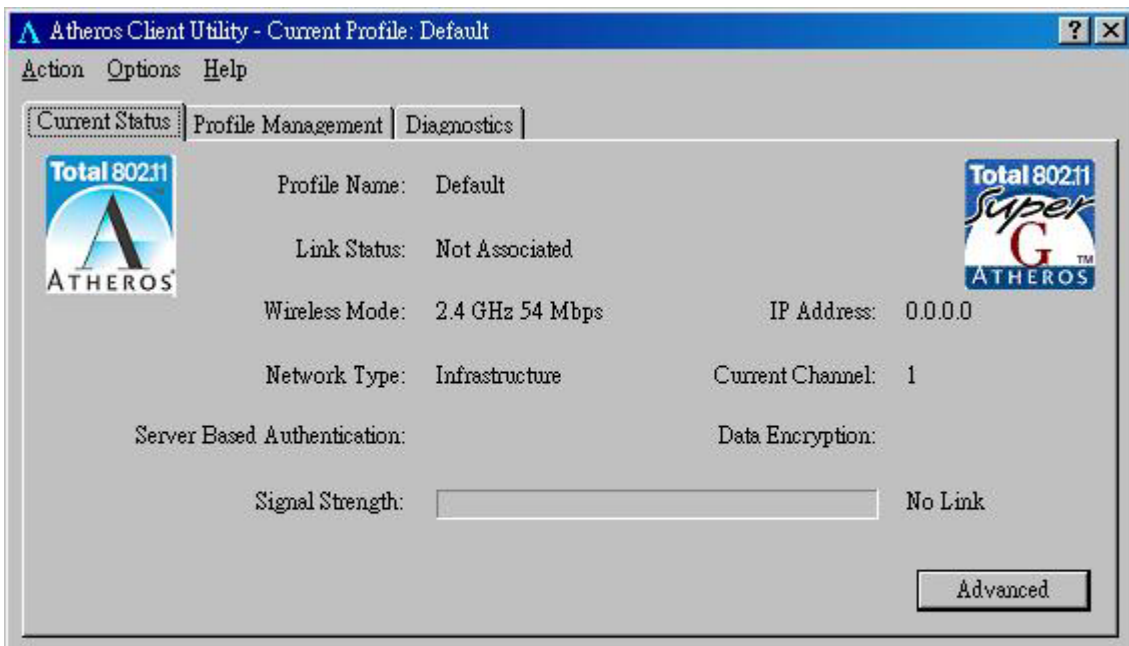 Atheros Client Utility - Current Profile: Default
? X
Action Options Help
Current Status Profile Management Diagnostics
Total 802.11
ATHEROS®
Total 802.11
Super
G™
ATHEROS
Profile Name: Default
Link Status: Not Associated
Wireless Mode: 2.4 GHz 54 Mbps IP Address: 0.0.0.0
Network Type: Infrastructure Current Channel: 1
Server Based Authentication: Data Encryption:
Signal Strength: No Link
Advanced